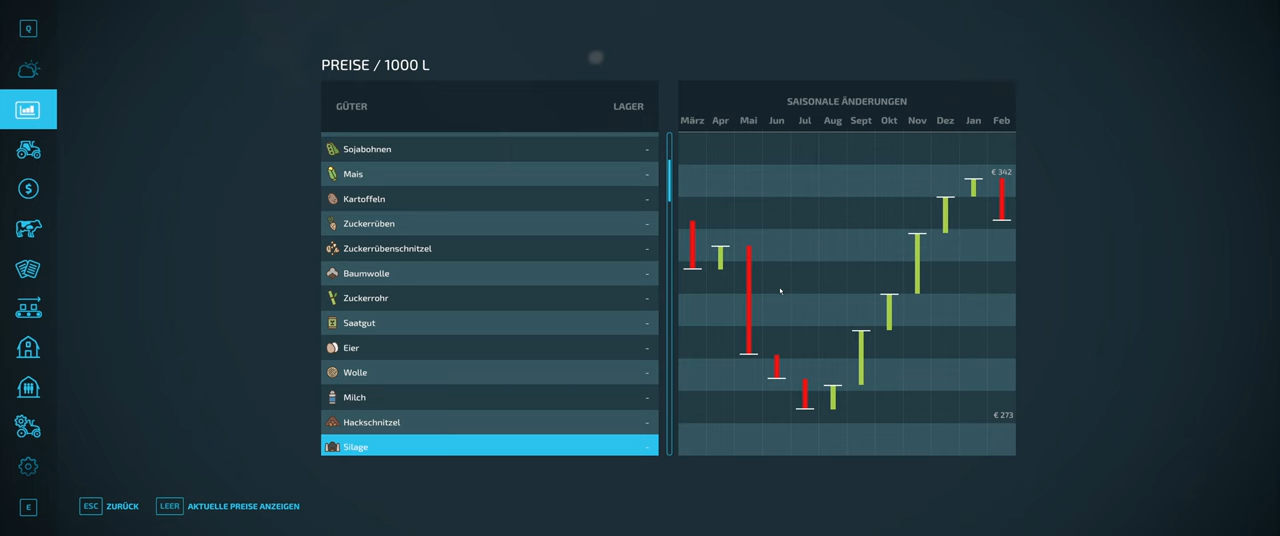 Q
PREISE / 1000 L
GÜTER LAGER
SAISONALE ÄNDERUNGEN
März Apr Mai Jun Jul Aug Sept Okt Nov Dez Jan Feb
Sojabohnen -
Mais -
€ 342
Kartoffeln -
Zuckerrüben -
Zuckerrübenschnitzel -
Baumwolle -
Zuckerrohr -
Saatgut -
Eier -
Wolle -
Milch -
€ 273
Hackschnitzel -
Silage -
E
ESC ZURÜCK LEER AKTUELLE PREISE ANZEIGEN